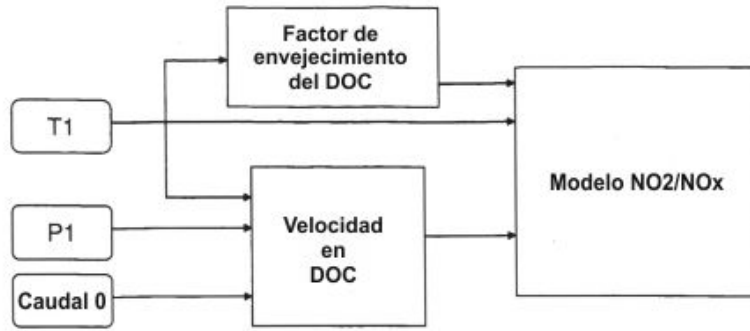 Factor de
envejecimiento
del DOC
T1
Modelo NO2/NOx
P1
Velocidad
en
DOC
Caudal 0